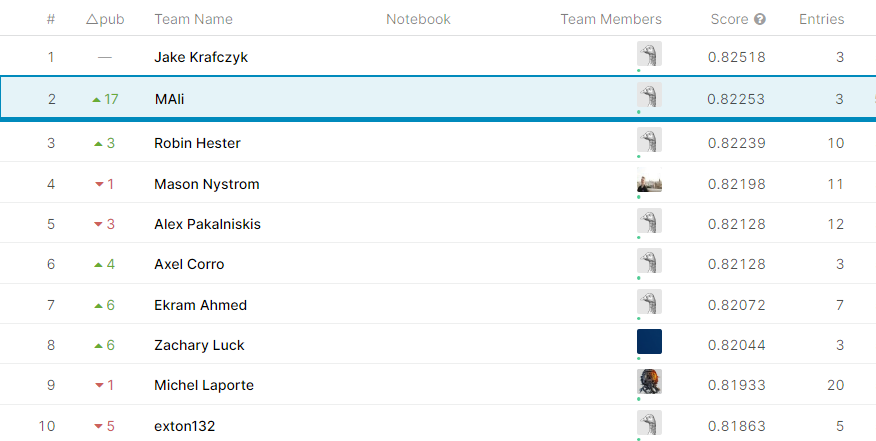 # △pub Team Name Notebook Team Members Score ? Entries
1 — Jake Krafczyk 0.82518 3
2 ▲ 17 MAli 0.82253 3
3 ▲ 3 Robin Hester 0.82239 10
4 ▼ 1 Mason Nystrom 0.82198 11
5 ▼ 3 Alex Pakalniskis 0.82128 12
6 ▲ 4 Axel Corro 0.82128 3
7 ▲ 6 Ekram Ahmed 0.82072 7
8 ▲ 6 Zachary Luck 0.82044 3
9 ▼ 1 Michel Laporte 0.81933 20
10 ▼ 5 exton132 0.81863 5